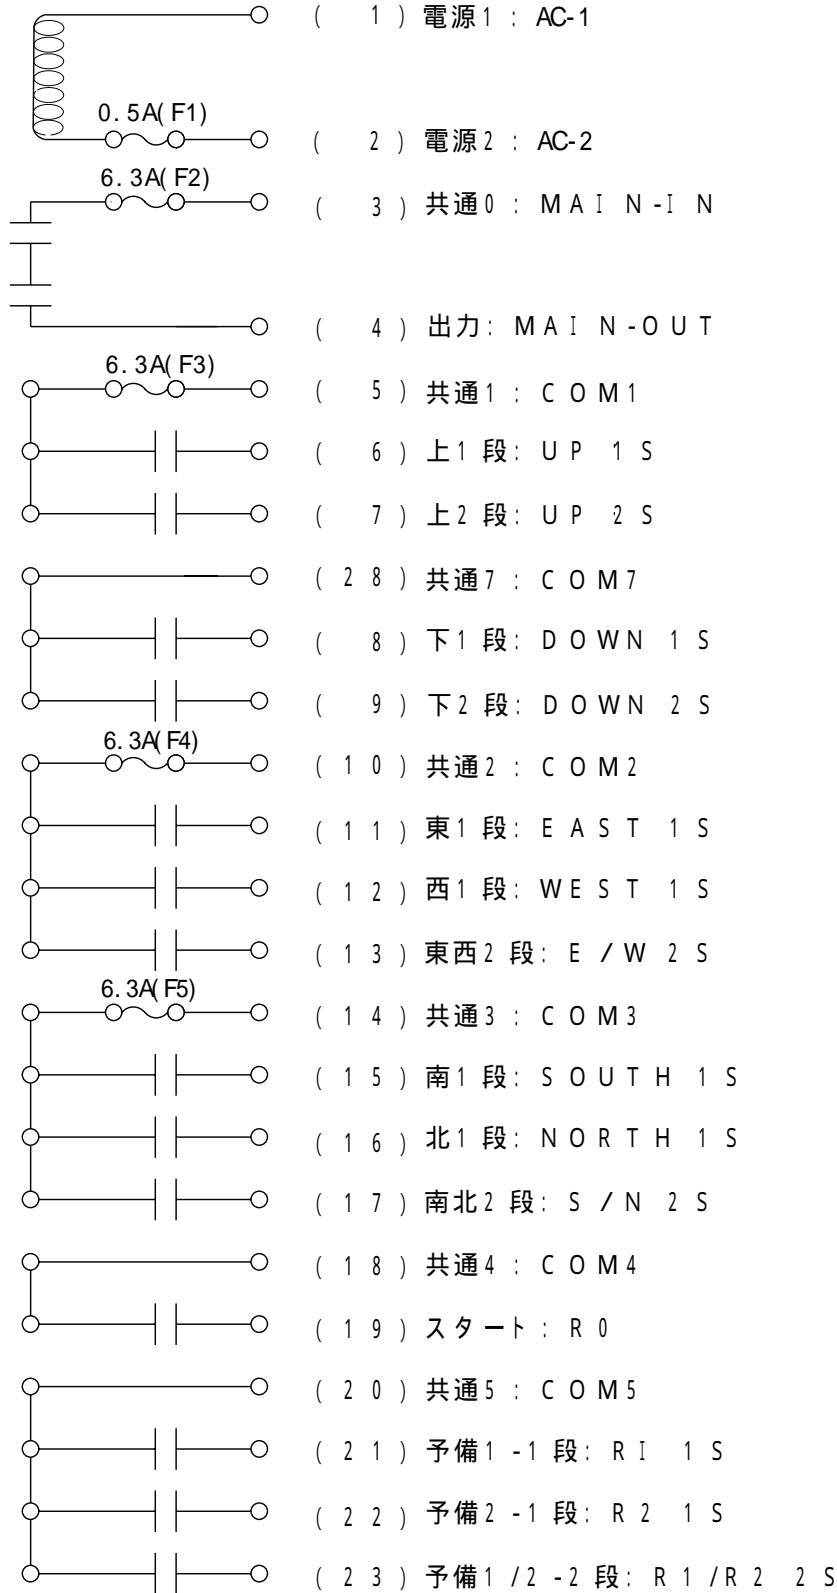 (1) 電源1: AC-1
0.5A(F1)
(2) 電源2: AC-2
6.3A(F2)
(3) 共通0: MAIN-IN
(4) 出力: MAIN-OUT
6.3A(F3)
(5) 共通1: COM1
(6) 上1段: UP 1S
(7) 上2段: UP 2S
(28) 共通7: COM7
(8) 下1段: DOWN 1S
(9) 下2段: DOWN 2S
6.3A(F4)
(10) 共通2: COM2
(11) 東1段: EAST 1S
(12) 西1段: WEST 1S
(13) 東西2段: E/W 2S
6.3A(F5)
(14) 共通3: COM3
(15) 南1段: SOUTH 1S
(16) 北1段: NORTH 1S
(17) 南北2段: S/N 2S
(18) 共通4: COM4
(19) スタート: R0
(20) 共通5: COM5
(21) 予備1-1段: RI 1S
(22) 予備2-1段: R2 1S
(23) 予備1/2-2段: R1/R2 2S